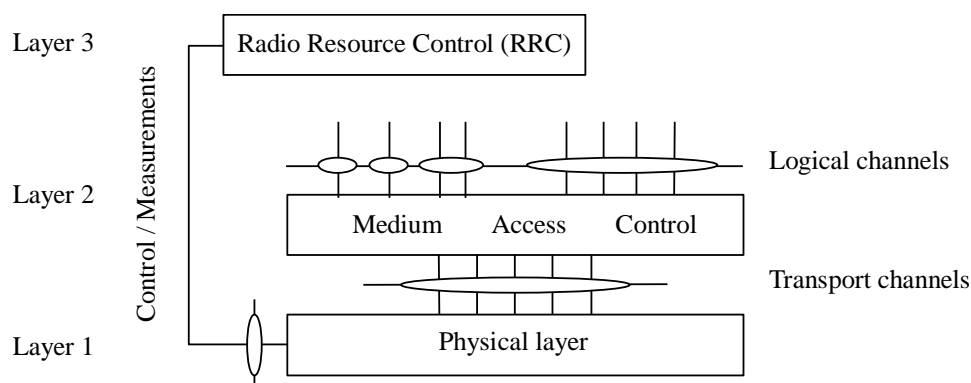 Layer 3
Radio Resource Control (RRC)
Control / Measurements
Logical channels
Layer 2
Medium Access Control
Transport channels
Layer 1
Physical layer